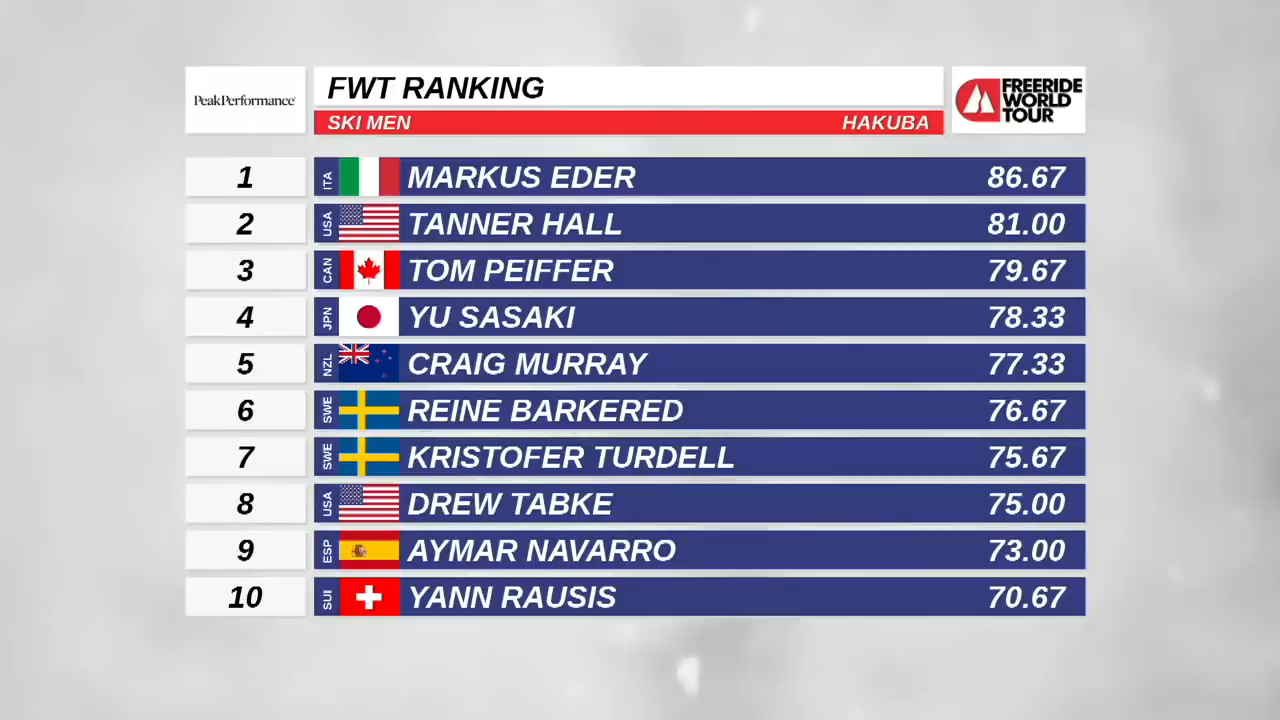 PeakPerformance
FWT RANKING
SKI MEN HAKUBA
FREERIDE
WORLD
TOUR
1 ITA MARKUS EDER 86.67
2 USA TANNER HALL 81.00
3 CAN TOM PEIFFER 79.67
4 JPN YU SASAKI 78.33
5 NZL CRAIG MURRAY 77.33
6 SWE REINE BARKERED 76.67
7 SWE KRISTOFER TURDELL 75.67
8 USA DREW TABKE 75.00
9 ESP AYMAR NAVARRO 73.00
10 SUI YANN RAUSIS 70.67